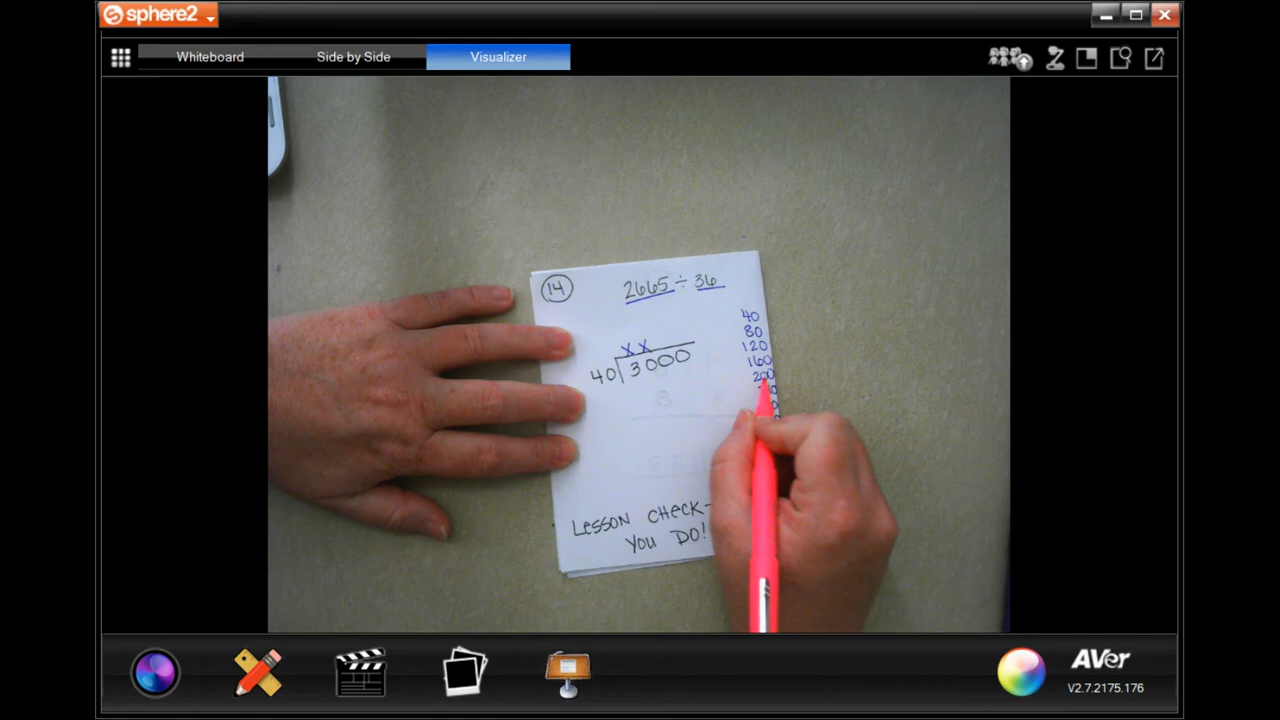 sphere2
Whiteboard Side by Side Visualizer
14 2665 ÷ 36
40
80
120
160
200
X X
40 3000
Lesson Check-
You Do!
AVer
V2.7.2175.176